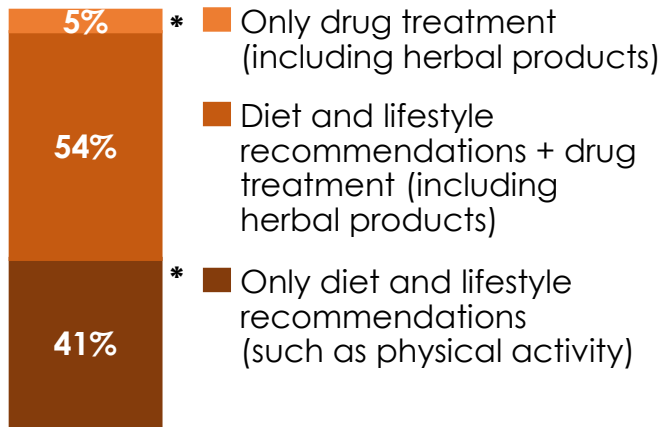 5%
* Only drug treatment
(including herbal products)
54%
Diet and lifestyle
recommendations + drug
treatment (including
herbal products)
41%
* Only diet and lifestyle
recommendations
(such as physical activity)